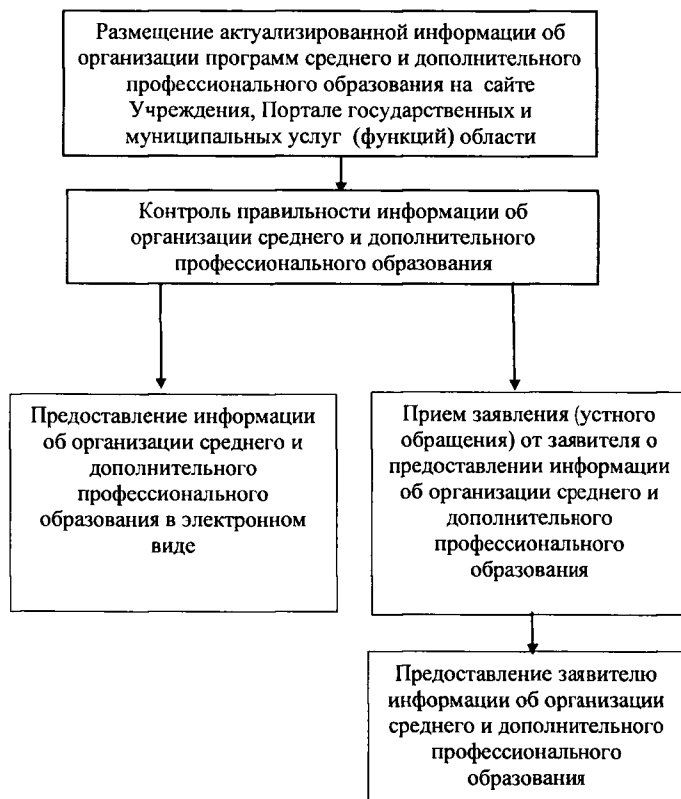 Размещение актуализированной информации об
организации программ среднего и дополнительного
профессионального образования на сайте
Учреждения, Портале государственных и
муниципальных услуг (функций) области
Контроль правильности информации об
организации среднего и дополнительного
профессионального образования
Предоставление информации
об организации среднего и
дополнительного
профессионального
образования в электронном
виде
Прием заявления (устного
обращения) от заявителя о
предоставлении информации
об организации среднего и
дополнительного
профессионального
образования
Предоставление заявителю
информации об организации
среднего и дополнительного
профессионального
образования